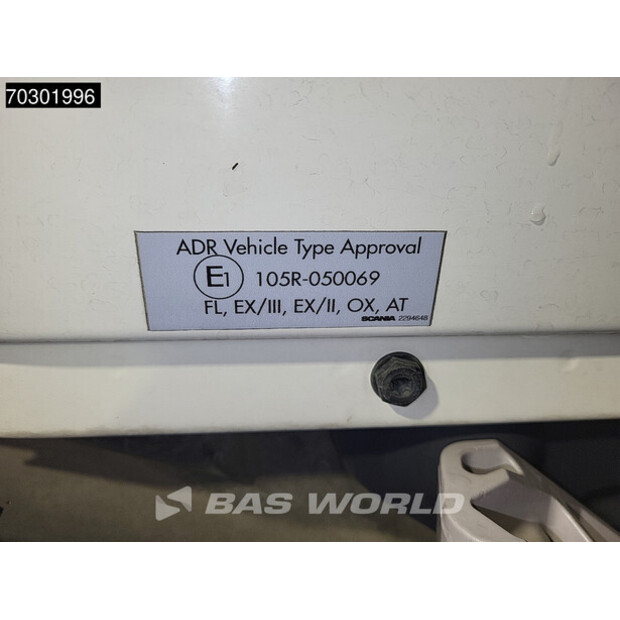 70301996
ADR Vehicle Type Approval
E1 105R-050069
FL, EX/III, EX/II, OX, AT
SCANIA 2294648
BAS WORLD